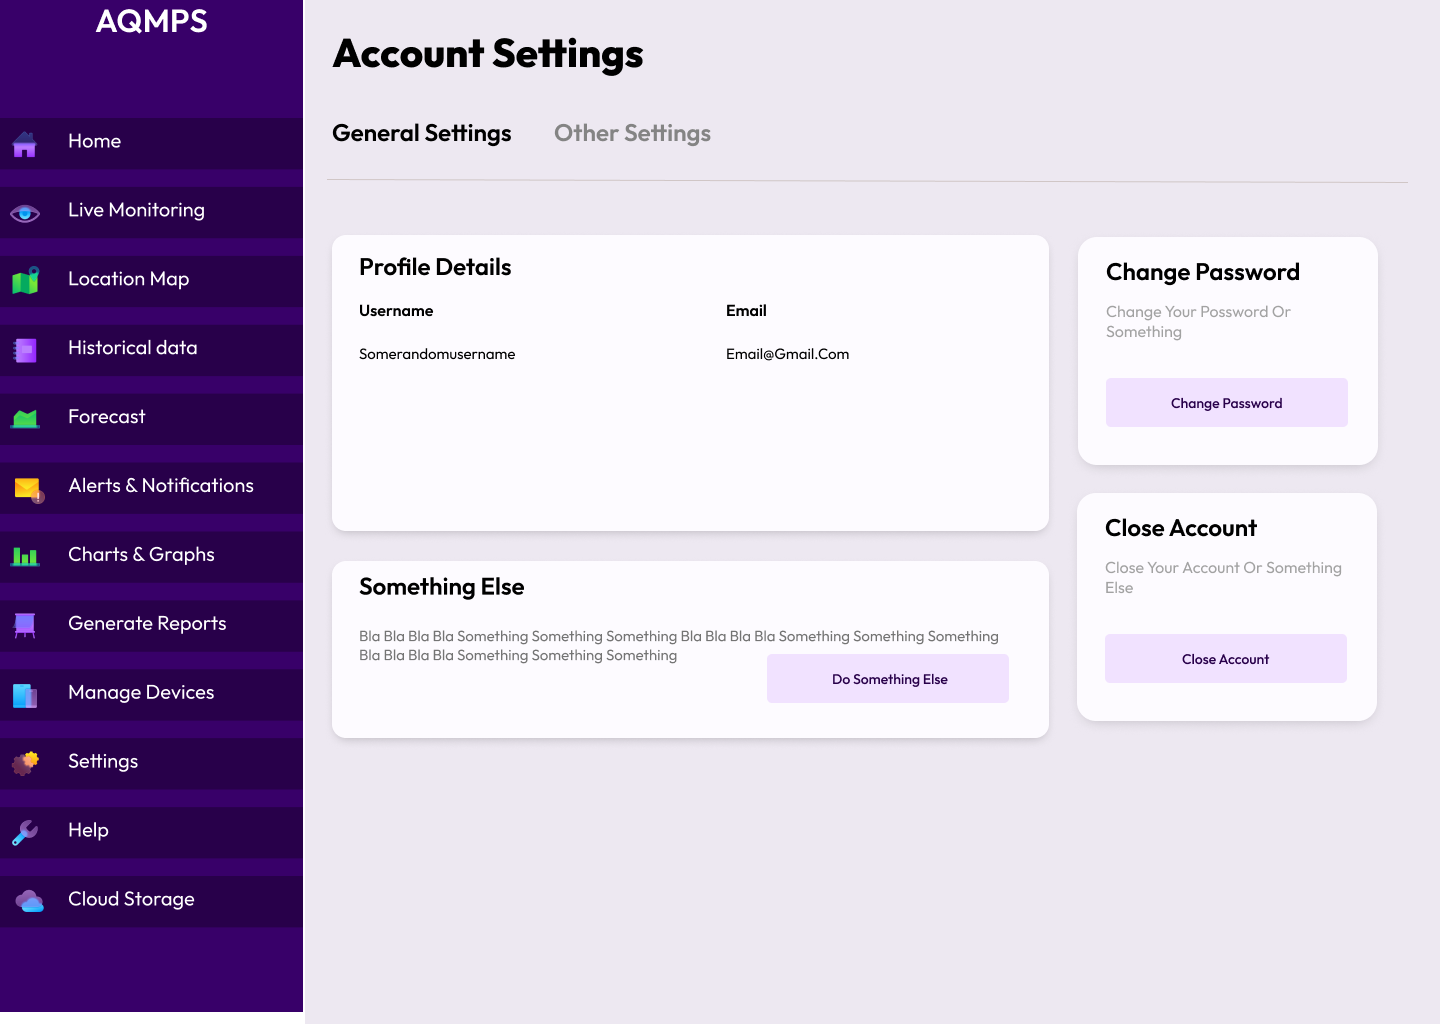 AQMPS
Home
Live Monitoring
Location Map
Historical data
Forecast
Alerts & Notifications
Charts & Graphs
Generate Reports
Manage Devices
Settings
Help
Cloud Storage
Account Settings
General Settings
Other Settings
Profile Details
Username
Email
Somerandomusername
Email@Gmail.Com
Something Else
Bla Bla Bla Bla Something Something Something Bla Bla Bla Bla Something Something Something
Bla Bla Bla Bla Something Something Something
Do Something Else
Change Password
Change Your Possword Or
Something
Change Password
Close Account
Close Your Account Or Something
Else
Close Account